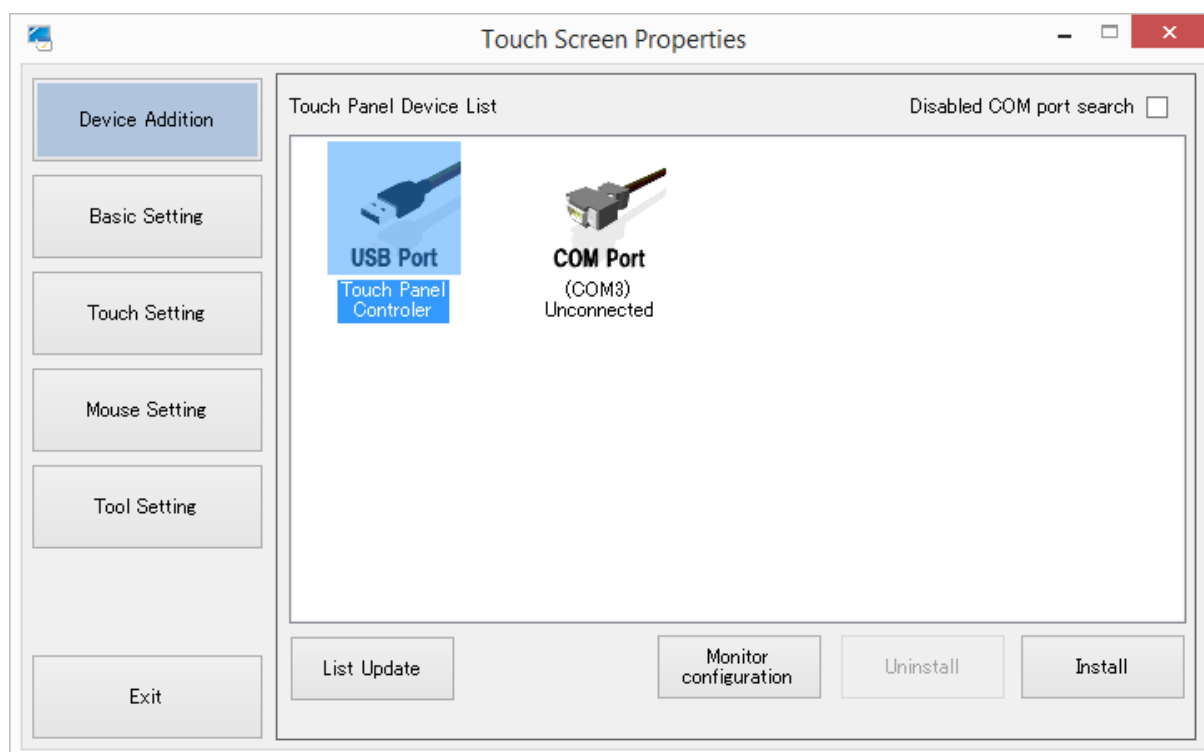 Touch Screen Properties
Device Addition
Basic Setting
Touch Setting
Mouse Setting
Tool Setting
Exit
Touch Panel Device List
Disabled COM port search
USB Port
Touch Panel
Controler
COM Port
(COM3)
Unconnected
List Update
Monitor
configuration
Uninstall
Install